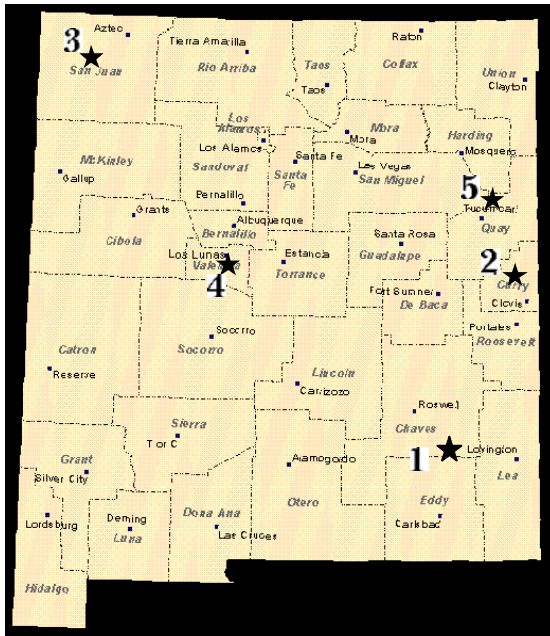 Aztec
3
San Juan
Tierra Amarilla
Rio Arriba
Taos
Taos
Raton
Colfax
Union
Clayton
Los
Alamos
Los Alamos
Mora
Mora
Harding
Mosquero
McKinley
Gallup
Sandoval
Santa Fe
Santa
Fe
Las Vegas
San Miguel
5
Tucumcari
Quay
Bernalillo
Grants
Cibola
Albuquerque
Bernalillo
Santa Rosa
Guadalupe
Los Lunas
Valencia
4
Estancia
Torrance
2
Curry
Clovis
Fort Sumner
De Baca
Portales
Roosevelt
Socorro
Socorro
Catron
Reserve
Lincoln
Carrizozo
Roswell
Chaves
1
Lovington
Lea
Sierra
T or C
Grant
Silver City
Alamogordo
Otero
Eddy
Carlsbad
Lordsburg
Deming
Luna
Dona Ana
Las Cruces
Hidalgo